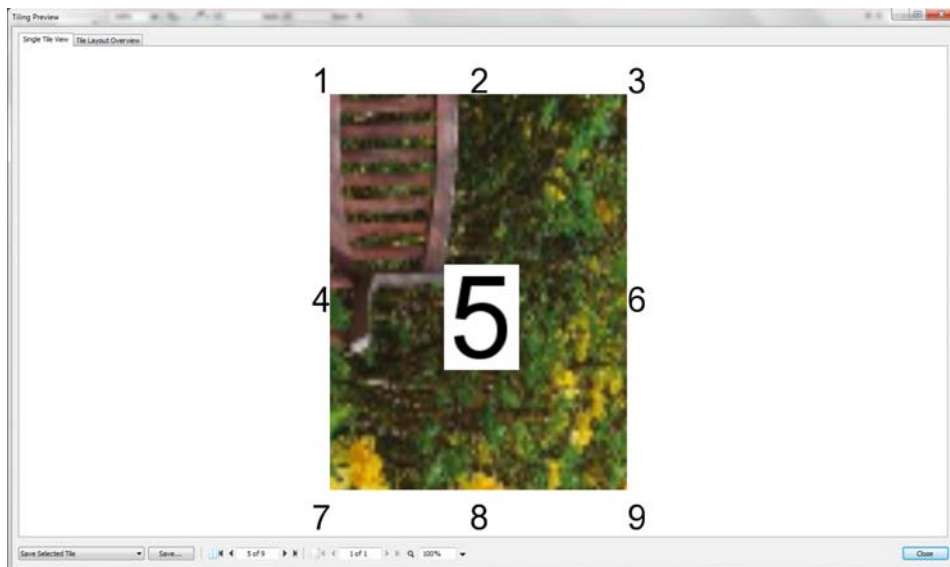 Tiling Preview
Single Tile View Tile Layout Overview
1 2 3
4 5 6
7 8 9
Save Selected Tile Save... 5 of 9 1 of 1 100% Close